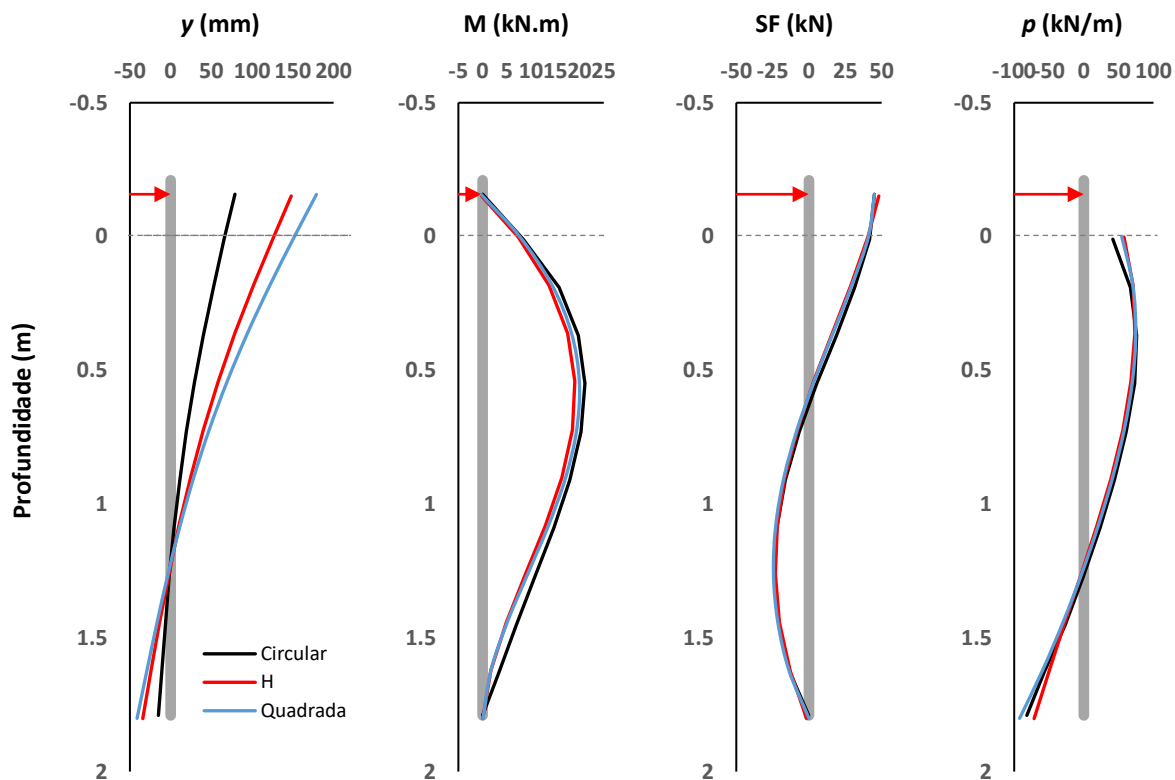 y (mm)
M (kN.m)
SF (kN)
p (kN/m)
-50 0 50 100 150 200
-5 0 5 10 15 20 25
-50 -25 0 25 50
-100 -50 0 50 100
-0.5 -0.5 -0.5 -0.5
0 0 0 0
0.5 0.5 0.5 0.5
Profundidade (m)
1 1 1 1
1.5 1.5 1.5 1.5
Circular
H
Quadrada
2 2 2 2